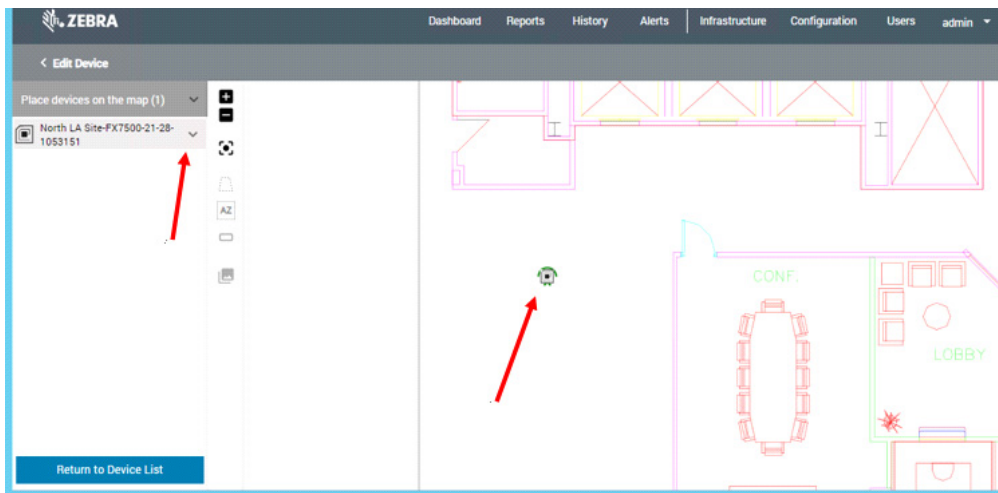 ZEBRA
Dashboard Reports History Alerts Infrastructure Configuration Users admin
< Edit Device
Place devices on the map (1)
North LA Site-FX7500-21-28-
1053151
AZ
CONF.
LOBBY
Return to Device List